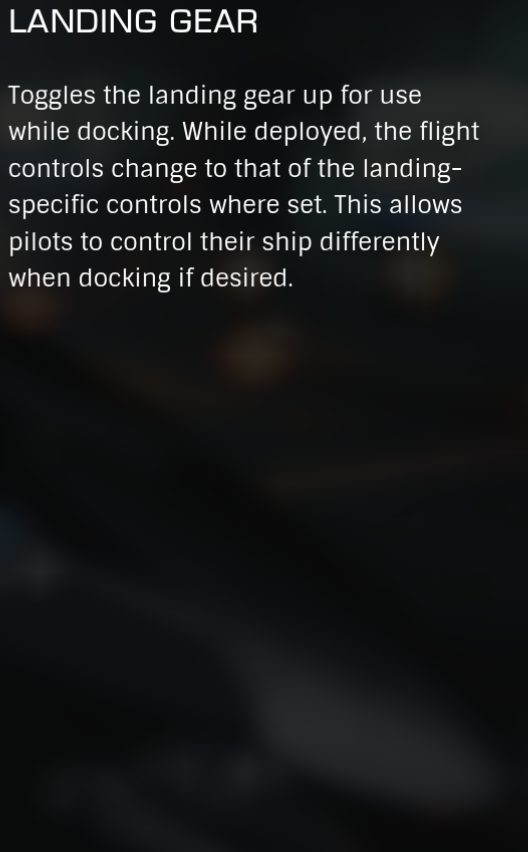 LANDING GEAR
Toggles the landing gear up for use
while docking. While deployed, the flight
controls change to that of the landing-
specific controls where set. This allows
pilots to control their ship differently
when docking if desired.